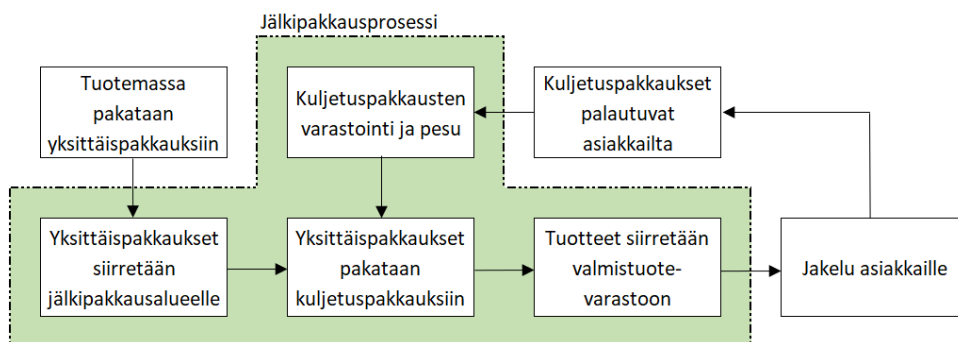 Jälkipakkausprosessi
Tuotemassa
pakataan
yksittäispakkauksiin
Kuljetuspakkausten
varastointi ja pesu
Kuljetuspakkaukset
palautuvat
asiakkailta
Yksittäispakkaukset
siirretään
jälkipakkausalueelle
Yksittäispakkaukset
pakataan
kuljetuspakkauksiin
Tuotteet siirretään
valmistuote-
varastoon
Jakelu asiakkaille